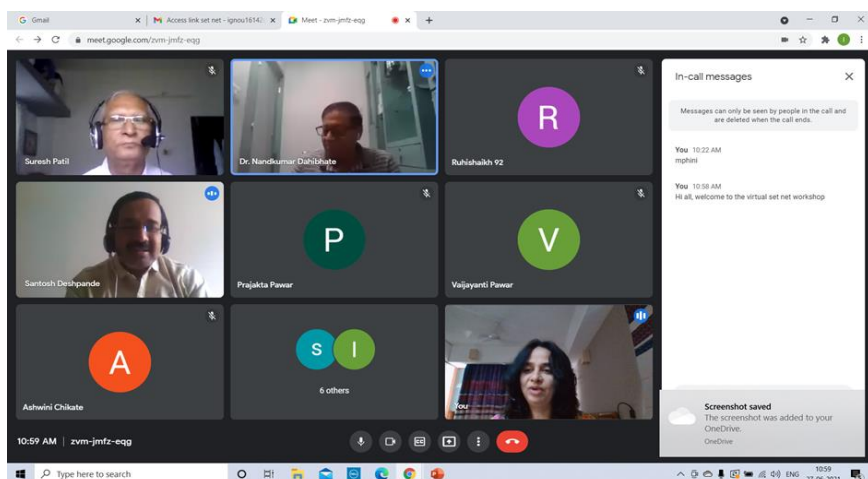 Gmail
Access link set net - ignou16142
Meet - zvm-jmfz-eqg
meet.google.com/zvm-jmfz-eqg
Suresh Patil
Dr. Nandkumar Dahibhate
R
Ruhishaikh 92
Santosh Deshpande
P
Prajakta Pawar
V
Vaijayanti Pawar
A
Ashwini Chikate
S I
6 others
You
10:59 AM | zvm-jmfz-eqg
In-call messages
Messages can only be seen by people in the call and
are deleted when the call ends.
You 10:22 AM
mphini
You 10:58 AM
Hi all, welcome to the virtual set net workshop
Screenshot saved
The screenshot was added to your
OneDrive.
OneDrive
Type here to search
ENG
10:59
27-06-2021